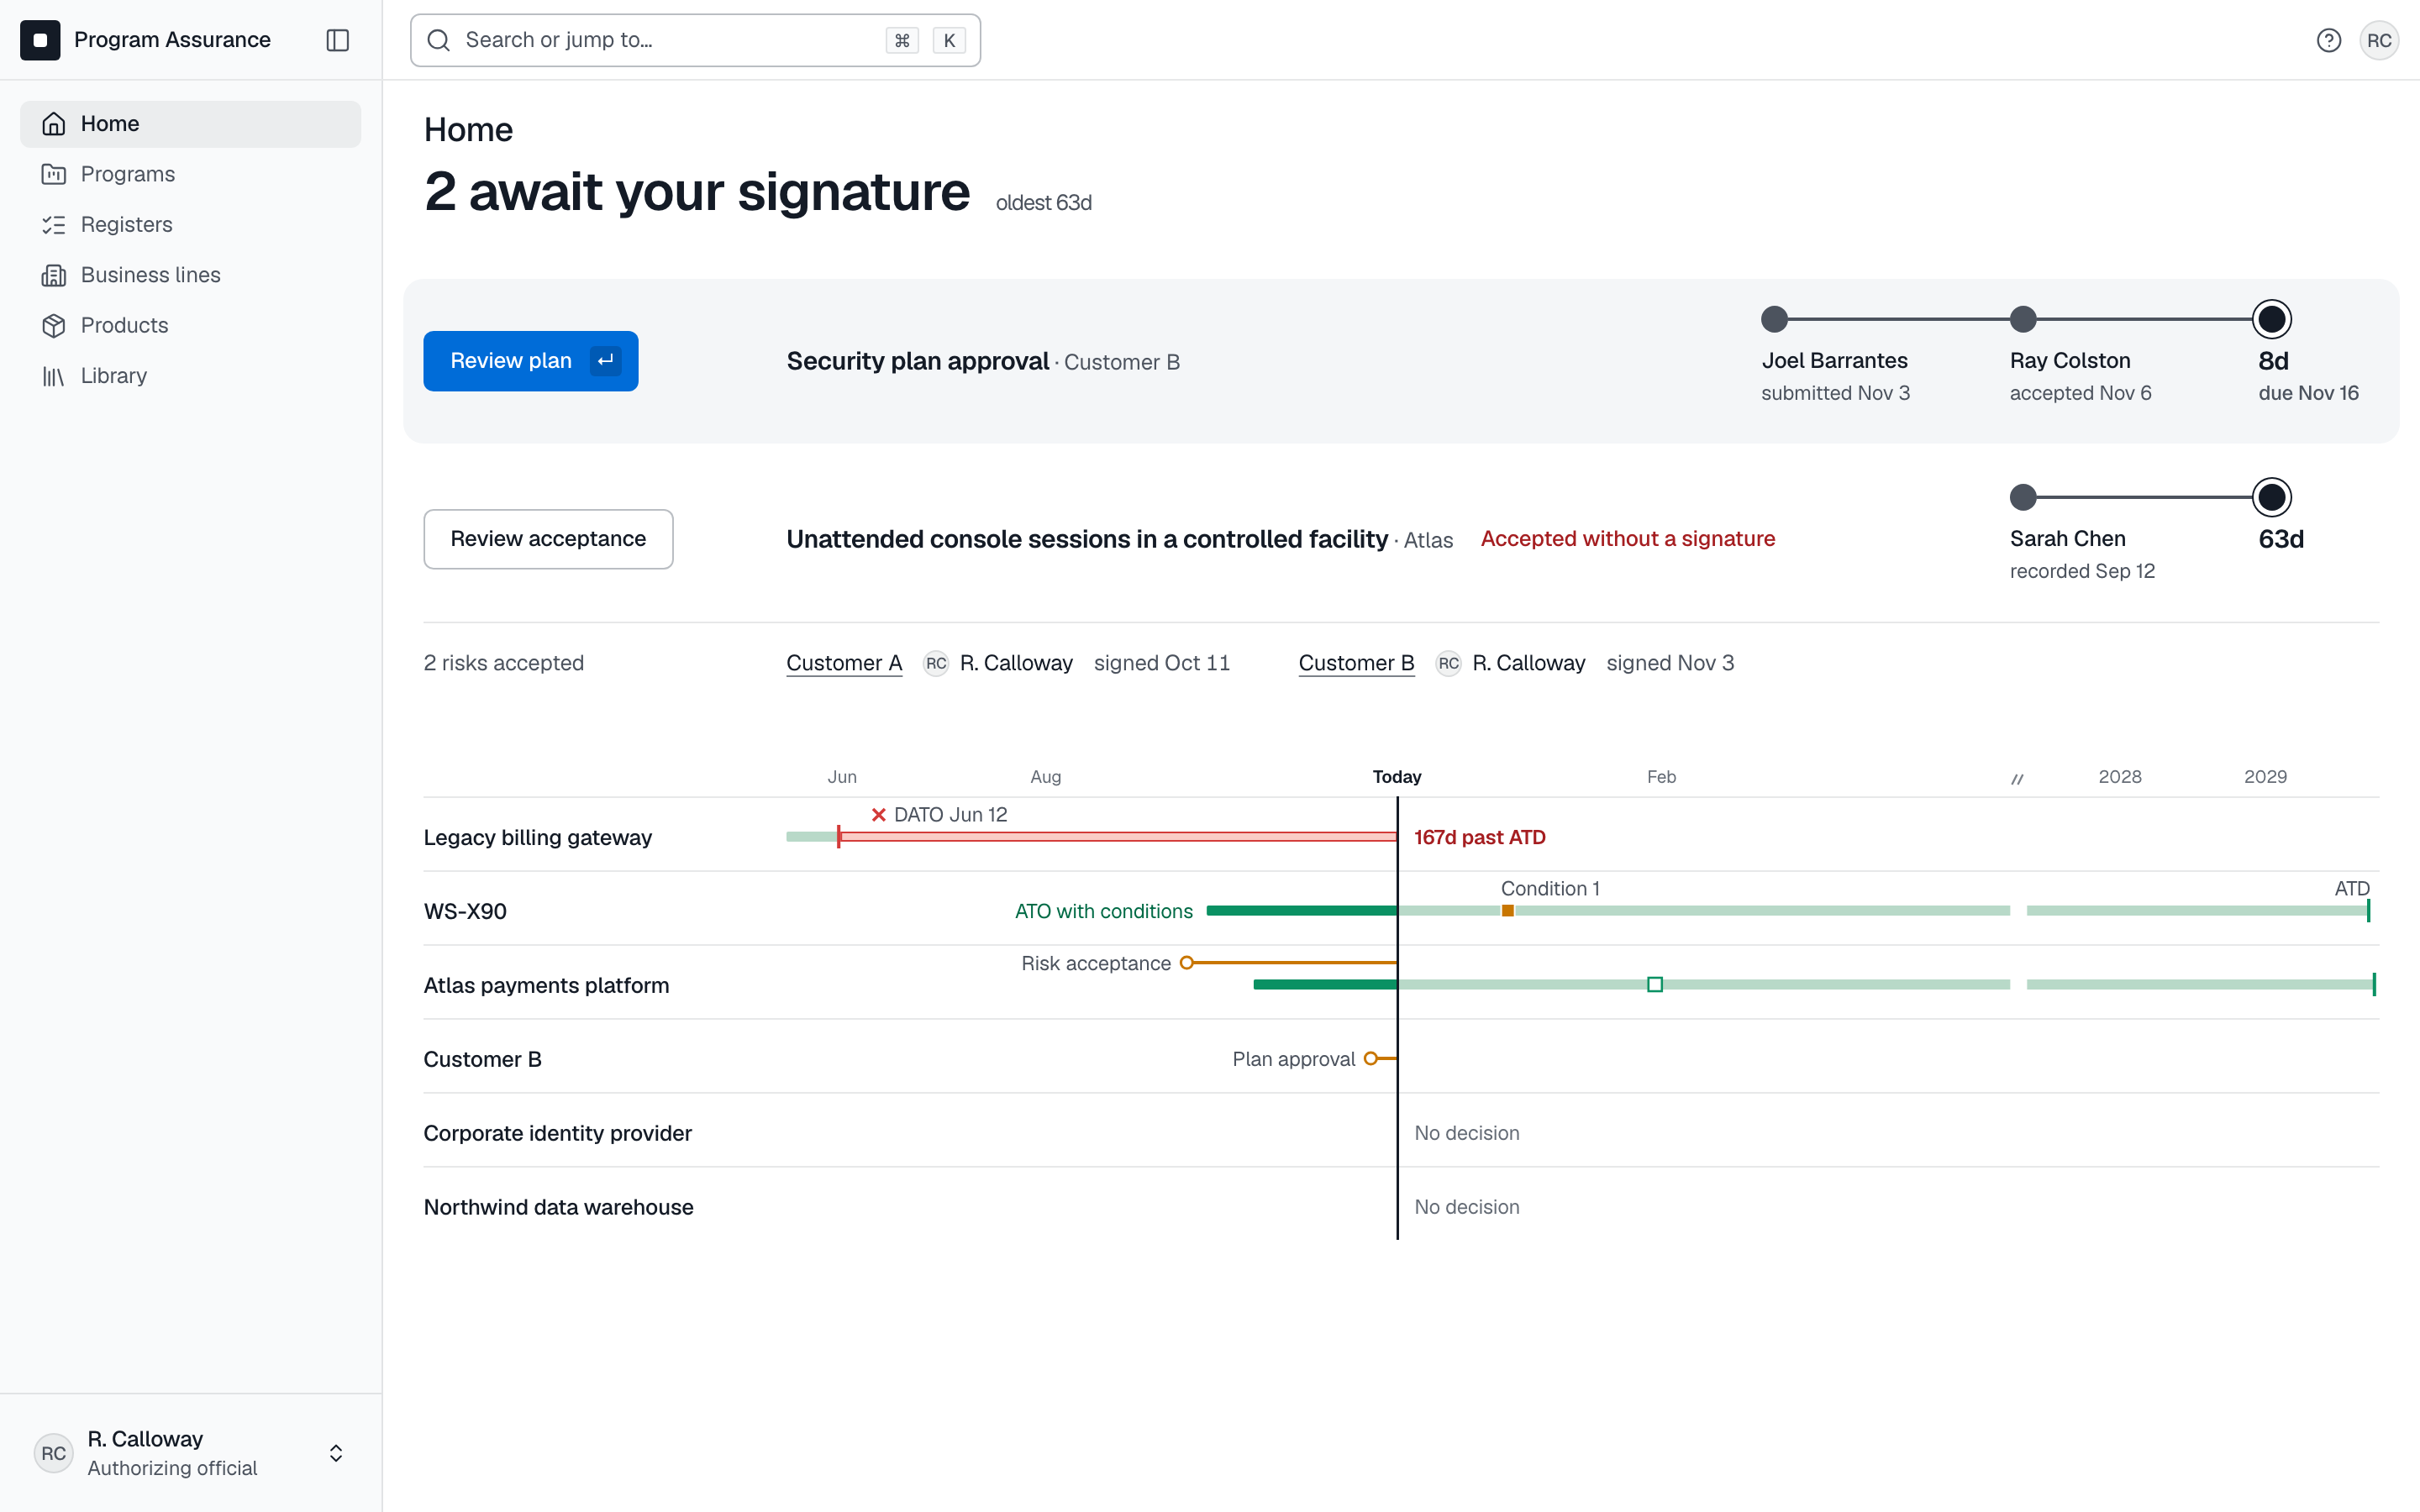 Program Assurance
Search or jump to...
⌘ K
RC
Home
Programs
Registers
Business lines
Products
Library
Home
2 await your signature oldest 63d
Review plan
Security plan approval · Customer B
Joel Barrantes
submitted Nov 3
Ray Colston
accepted Nov 6
8d
due Nov 16
Review acceptance
Unattended console sessions in a controlled facility · Atlas Accepted without a signature
Sarah Chen
recorded Sep 12
63d
2 risks accepted Customer A RC R. Calloway signed Oct 11 Customer B RC R. Calloway signed Nov 3
Jun Aug Today Feb // 2028 2029
DATO Jun 12
Legacy billing gateway 167d past ATD
Condition 1 ATD
WS-X90 ATO with conditions
Risk acceptance
Atlas payments platform
Customer B Plan approval
Corporate identity provider No decision
Northwind data warehouse No decision
RC
R. Calloway
Authorizing official